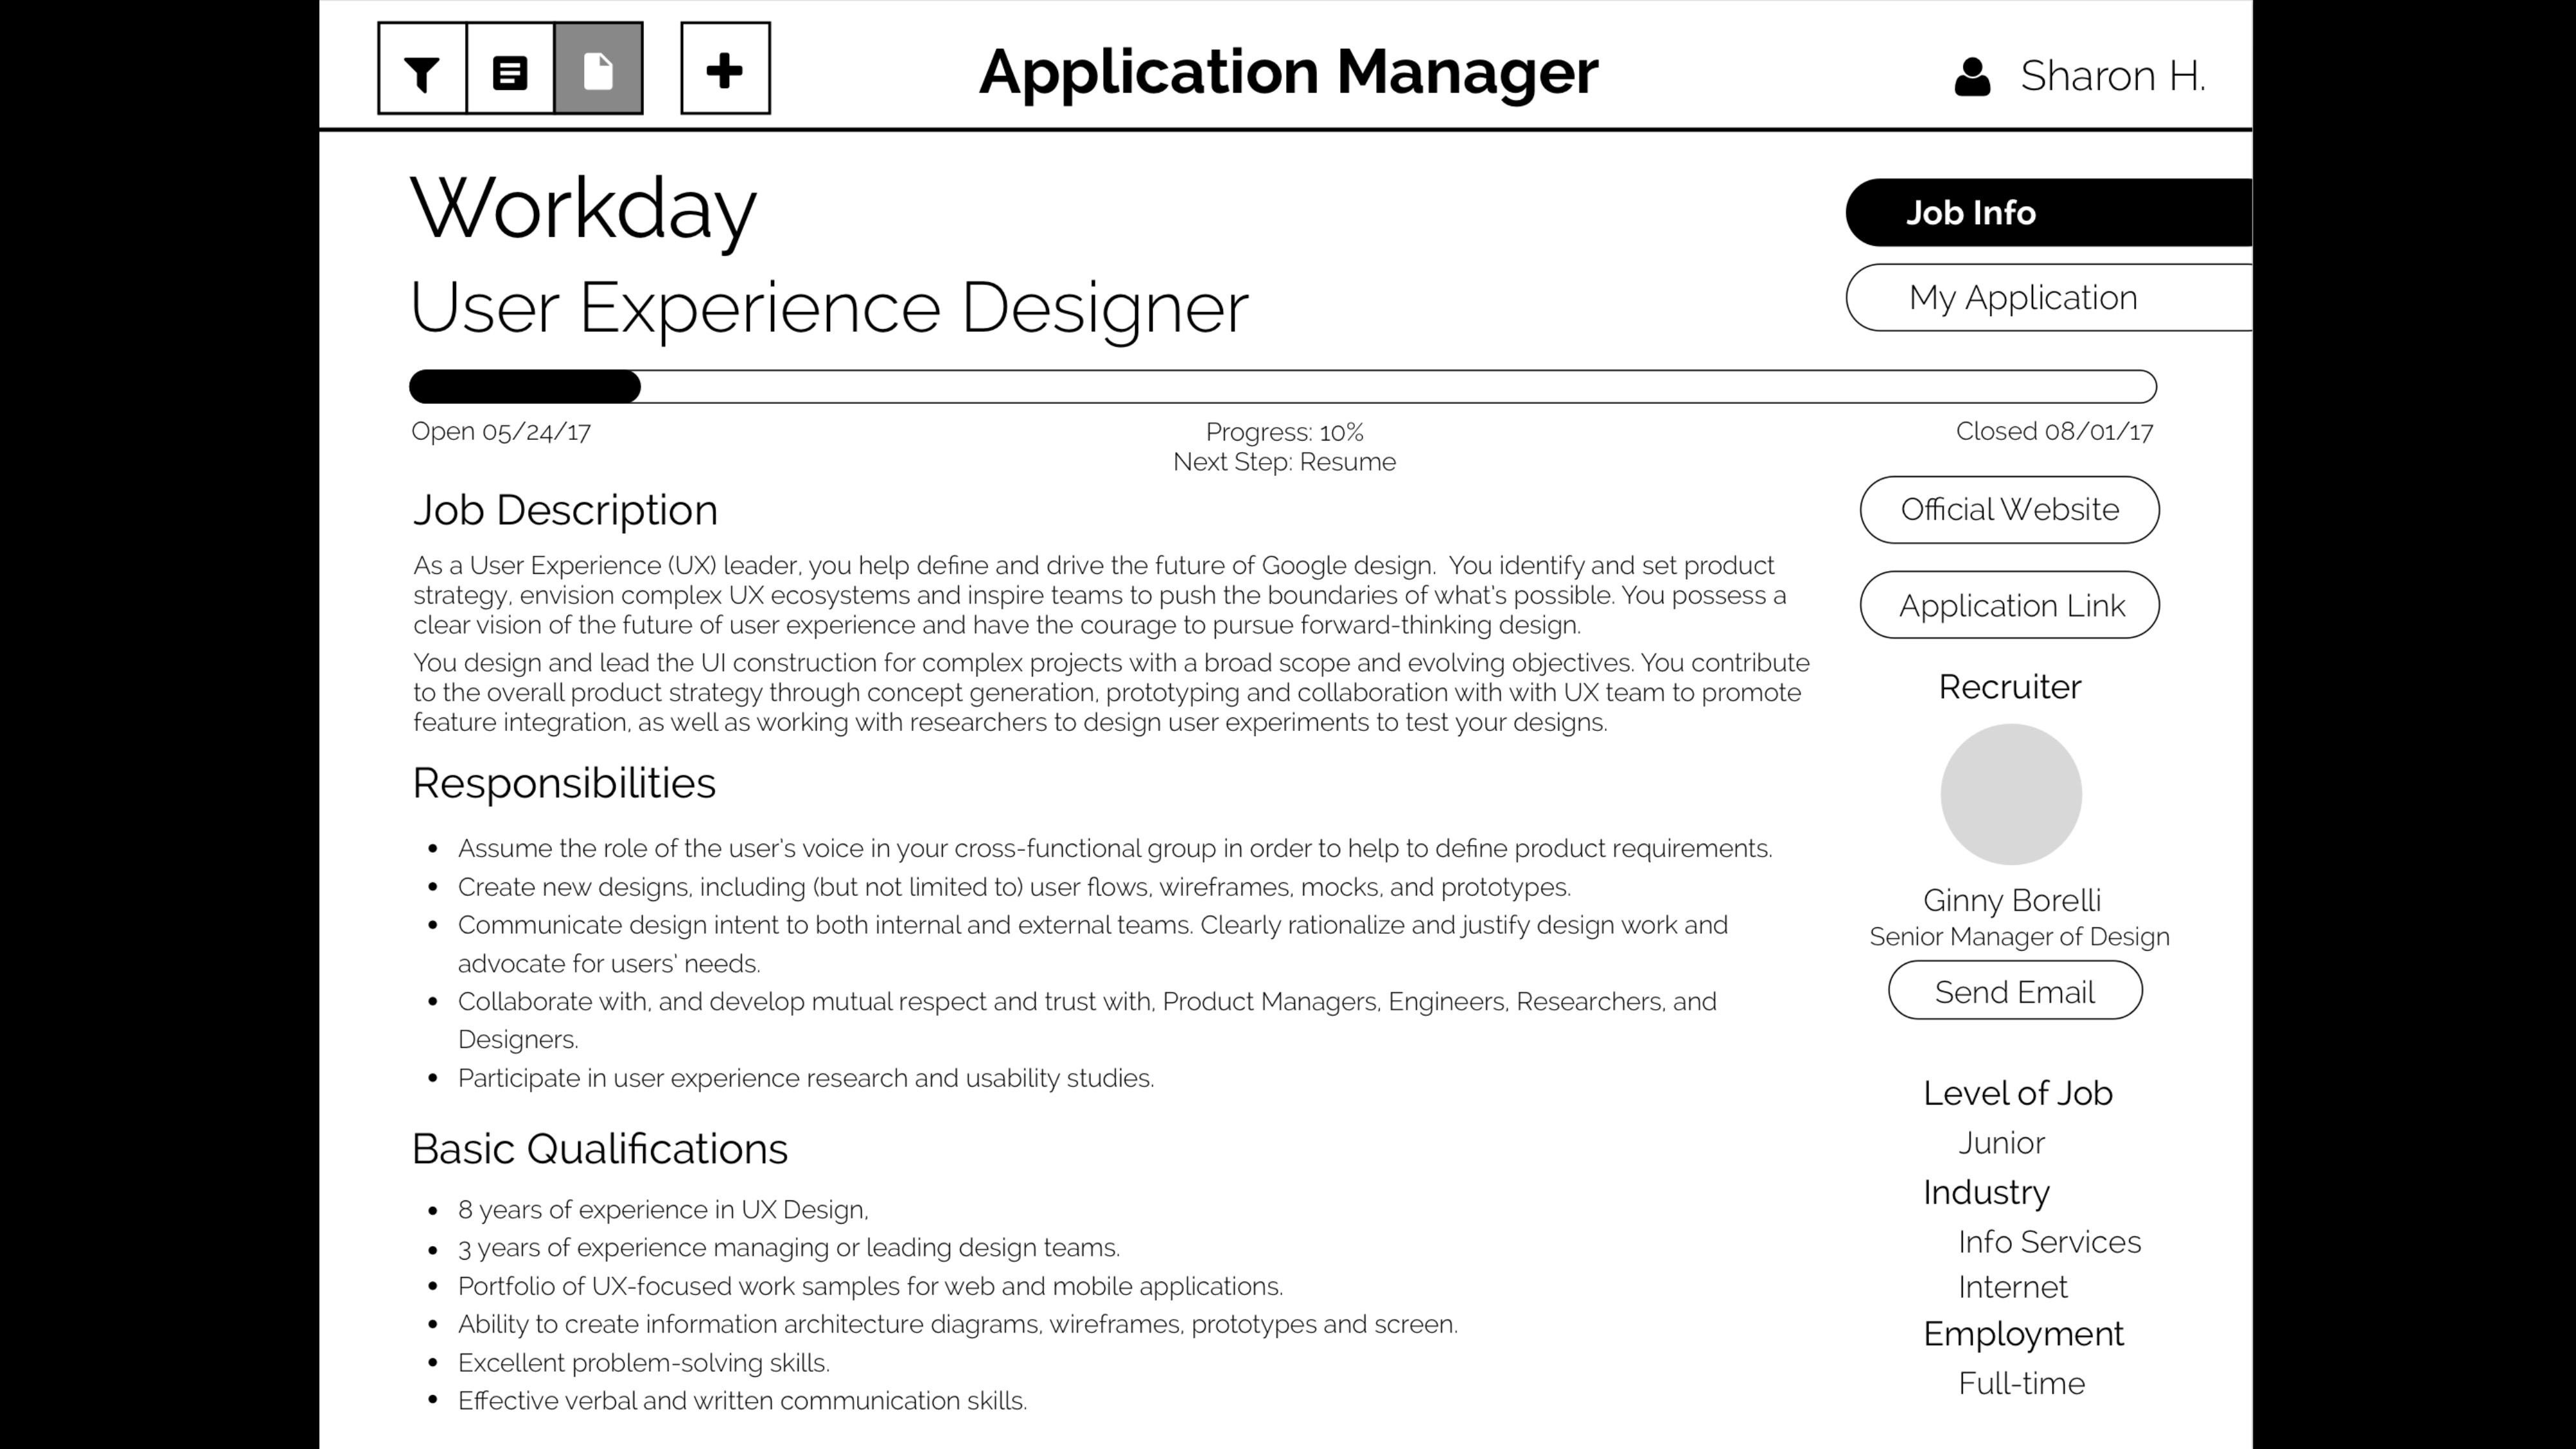 Application Manager
Sharon H.
Workday
User Experience Designer
Job Info
My Application
Open 05/24/17
Progress: 10%
Next Step: Resume
Closed 08/01/17
Job Description
As a User Experience (UX) leader, you help define and drive the future of Google design.  You identify and set product
strategy, envision complex UX ecosystems and inspire teams to push the boundaries of what's possible. You possess a
clear vision of the future of user experience and have the courage to pursue forward-thinking design.
You design and lead the UI construction for complex projects with a broad scope and evolving objectives. You contribute
to the overall product strategy through concept generation, prototyping and collaboration with with UX team to promote
feature integration, as well as working with researchers to design user experiments to test your designs.
Responsibilities
• Assume the role of the user's voice in your cross-functional group in order to help to define product requirements.
• Create new designs, including (but not limited to) user flows, wireframes, mocks, and prototypes.
• Communicate design intent to both internal and external teams. Clearly rationalize and justify design work and
advocate for users' needs.
• Collaborate with, and develop mutual respect and trust with, Product Managers, Engineers, Researchers, and
Designers.
• Participate in user experience research and usability studies.
Basic Qualifications
• 8 years of experience in UX Design,
• 3 years of experience managing or leading design teams.
• Portfolio of UX-focused work samples for web and mobile applications.
• Ability to create information architecture diagrams, wireframes, prototypes and screen.
• Excellent problem-solving skills.
• Effective verbal and written communication skills.
Official Website
Application Link
Recruiter
Ginny Borelli
Senior Manager of Design
Send Email
Level of Job
Junior
Industry
Info Services
Internet
Employment
Full-time